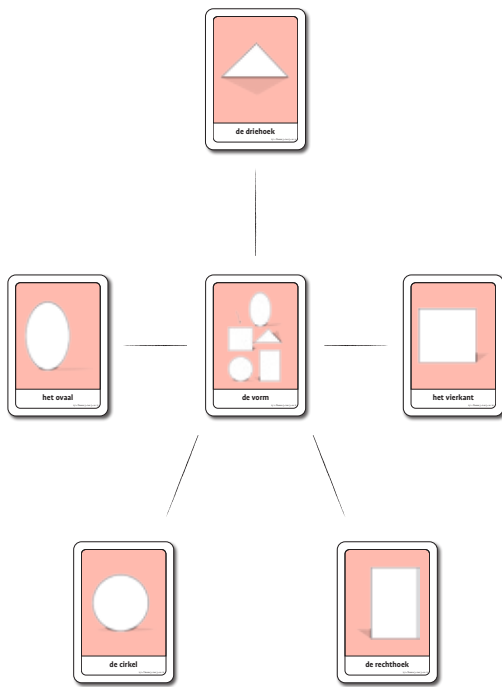 de driehoek
het ovaal
de vorm
het vierkant
de cirkel
de rechthoek